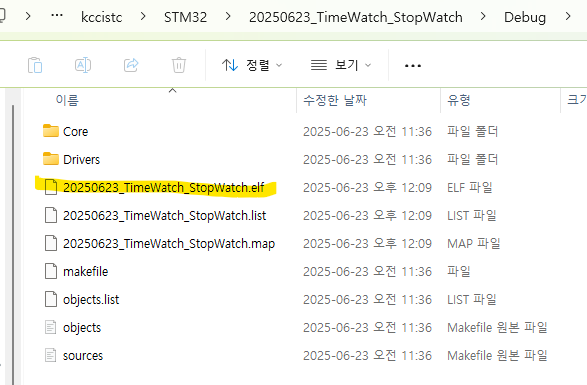 kccistc > STM32 > 20250623_TimeWatch_StopWatch > Debug >
정렬 보기
이름 수정한 날짜 유형 크기
Core 2025-06-23 오전 11:36 파일 폴더
Drivers 2025-06-23 오전 11:36 파일 폴더
20250623_TimeWatch_StopWatch.elf 2025-06-23 오후 12:09 ELF 파일
20250623_TimeWatch_StopWatch.list 2025-06-23 오후 12:09 LIST 파일
20250623_TimeWatch_StopWatch.map 2025-06-23 오후 12:09 MAP 파일
makefile 2025-06-23 오전 11:36 파일
objects.list 2025-06-23 오전 11:36 LIST 파일
objects 2025-06-23 오전 11:36 Makefile 원본 파일
sources 2025-06-23 오전 11:36 Makefile 원본 파일